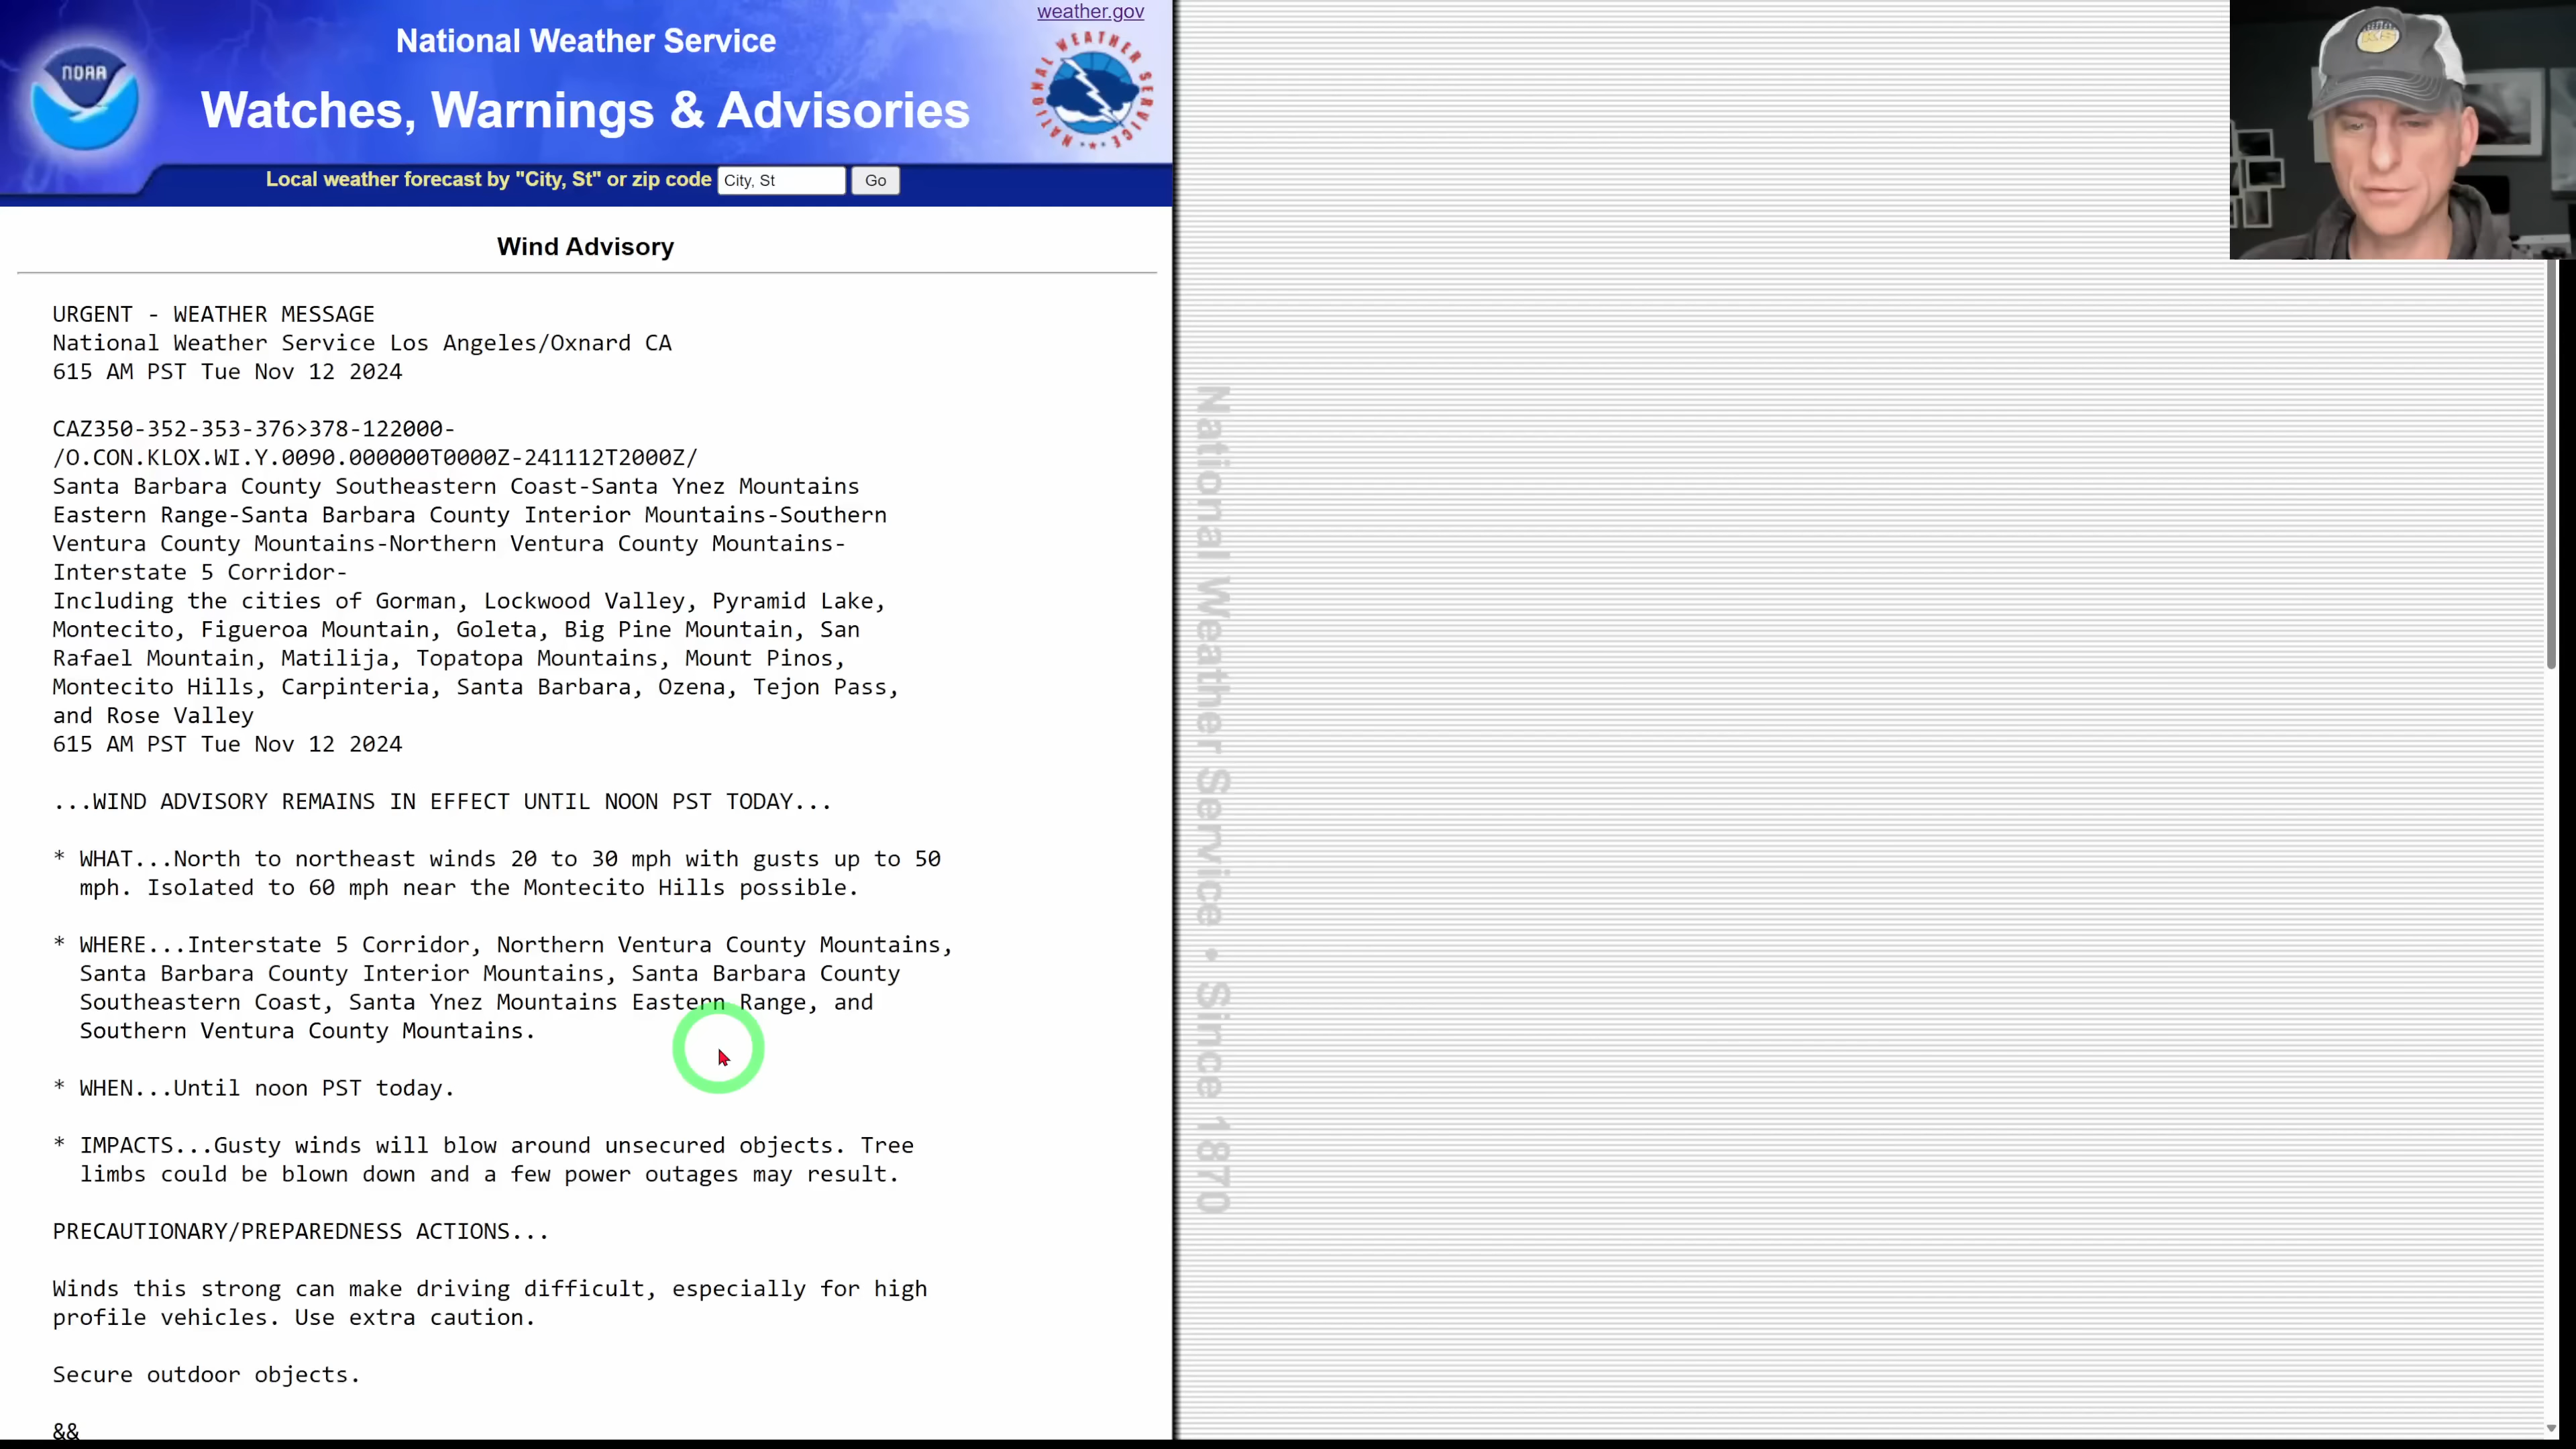 weather.gov
National Weather Service
NOAA
Watches, Warnings & Advisories
NATIONAL WEATHER SERVICE
Local weather forecast by "City, St" or zip code City, St Go
Wind Advisory
URGENT - WEATHER MESSAGE
National Weather Service Los Angeles/Oxnard CA
615 AM PST Tue Nov 12 2024
CAZ350-352-353-376>378-122000-
/O.CON.KLOX.WI.Y.0090.000000T0000Z-241112T2000Z/
Santa Barbara County Southeastern Coast-Santa Ynez Mountains
Eastern Range-Santa Barbara County Interior Mountains-Southern
Ventura County Mountains-Northern Ventura County Mountains-
Interstate 5 Corridor-
Including the cities of Gorman, Lockwood Valley, Pyramid Lake,
Montecito, Figueroa Mountain, Goleta, Big Pine Mountain, San
Rafael Mountain, Matilija, Topatopa Mountains, Mount Pinos,
Montecito Hills, Carpinteria, Santa Barbara, Ozena, Tejon Pass,
and Rose Valley
615 AM PST Tue Nov 12 2024
...WIND ADVISORY REMAINS IN EFFECT UNTIL NOON PST TODAY...
* WHAT...North to northeast winds 20 to 30 mph with gusts up to 50
mph. Isolated to 60 mph near the Montecito Hills possible.
* WHERE...Interstate 5 Corridor, Northern Ventura County Mountains,
Santa Barbara County Interior Mountains, Santa Barbara County
Southeastern Coast, Santa Ynez Mountains Eastern Range, and
Southern Ventura County Mountains.
* WHEN...Until noon PST today.
* IMPACTS...Gusty winds will blow around unsecured objects. Tree
limbs could be blown down and a few power outages may result.
PRECAUTIONARY/PREPAREDNESS ACTIONS...
Winds this strong can make driving difficult, especially for high
profile vehicles. Use extra caution.
Secure outdoor objects.
&&
National Weather Service • Since 1870